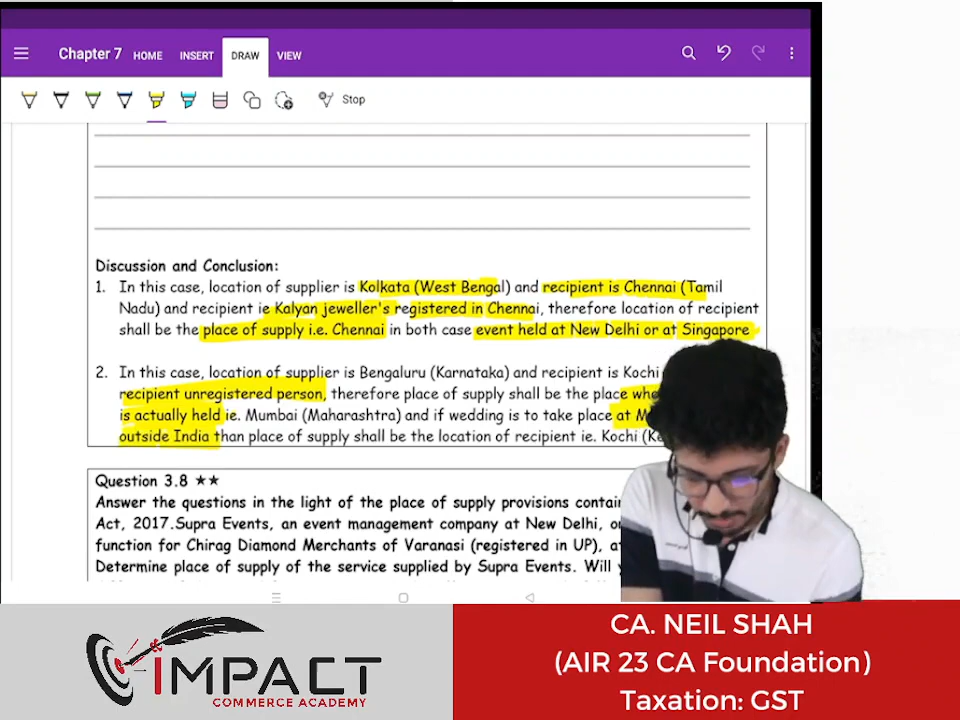 Chapter 7 HOME INSERT DRAW VIEW
Stop
Discussion and Conclusion:
1. In this case, location of supplier is Kolkata (West Bengal) and recipient is Chennai (Tamil
Nadu) and recipient ie Kalyan jeweller's registered in Chennai, therefore location of recipient
shall be the place of supply i.e. Chennai in both case event held at New Delhi or at Singapore
2. In this case, location of supplier is Bengaluru (Karnataka) and recipient is Kochi
recipient unregistered person, therefore place of supply shall be the place
is actually held ie. Mumbai (Maharashtra) and if wedding is to take place at
outside India than place of supply shall be the location of recipient ie. Kochi
Question 3.8 ★★
Answer the questions in the light of the place of supply provisions
Act, 2017.Supra Events, an event management company at New Delhi,
function for Chirag Diamond Merchants of Varanasi (registered in UP),
Determine place of supply of the service supplied by Supra Events. Will
IMPACT
COMMERCE ACADEMY
CA. NEIL SHAH
(AIR 23 CA Foundation)
Taxation: GST